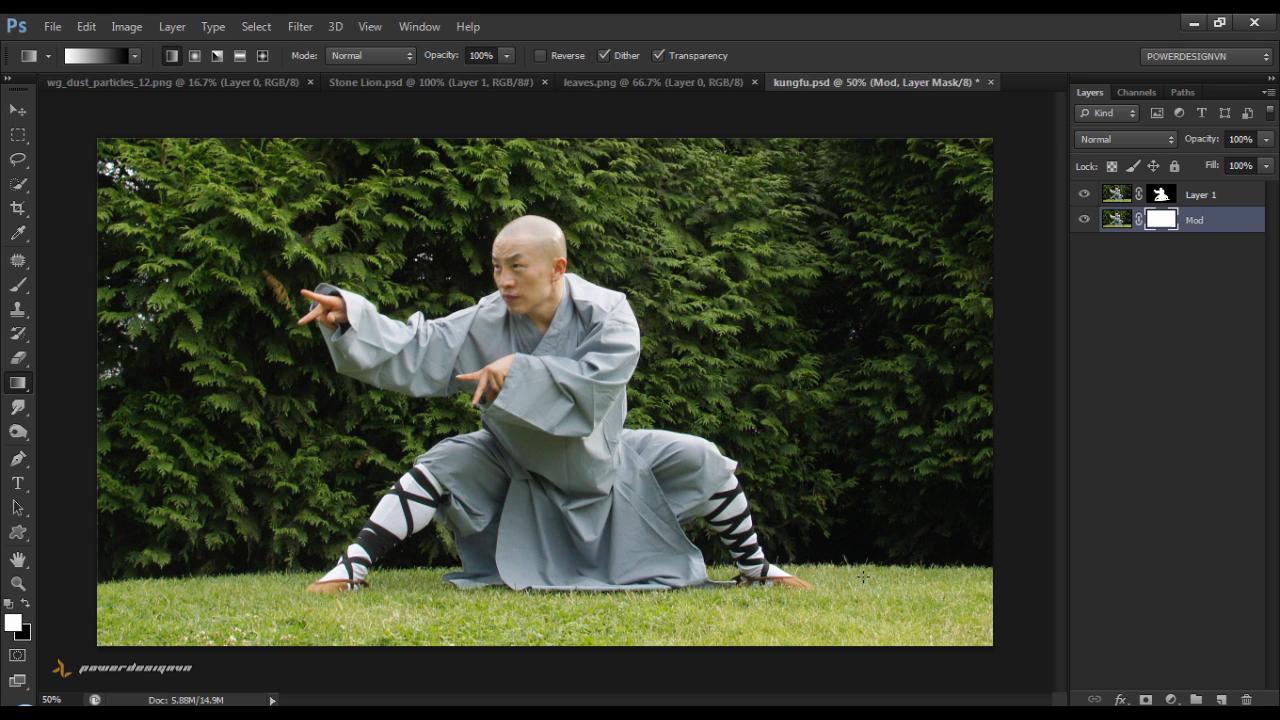 Ps File Edit Image Layer Type Select Filter 3D View Window Help
Mode: Normal Opacity: 100% Reverse Dither Transparency POWERDESIGNVN
wg_dust_particles_12.png @ 16.7% (Layer 0, RGB/8) × Stone Lion.psd @ 100% (Layer 1, RGB/8#) × leaves.png @ 66.7% (Layer 0, RGB/8) × kungfu.psd @ 50% (Mod, Layer Mask/8) * ×
Layers Channels Paths
Kind
Normal Opacity: 100%
Lock: Fill: 100%
Layer 1
Mod
powerdesignvn
50% Doc: 5.88M/14.9M